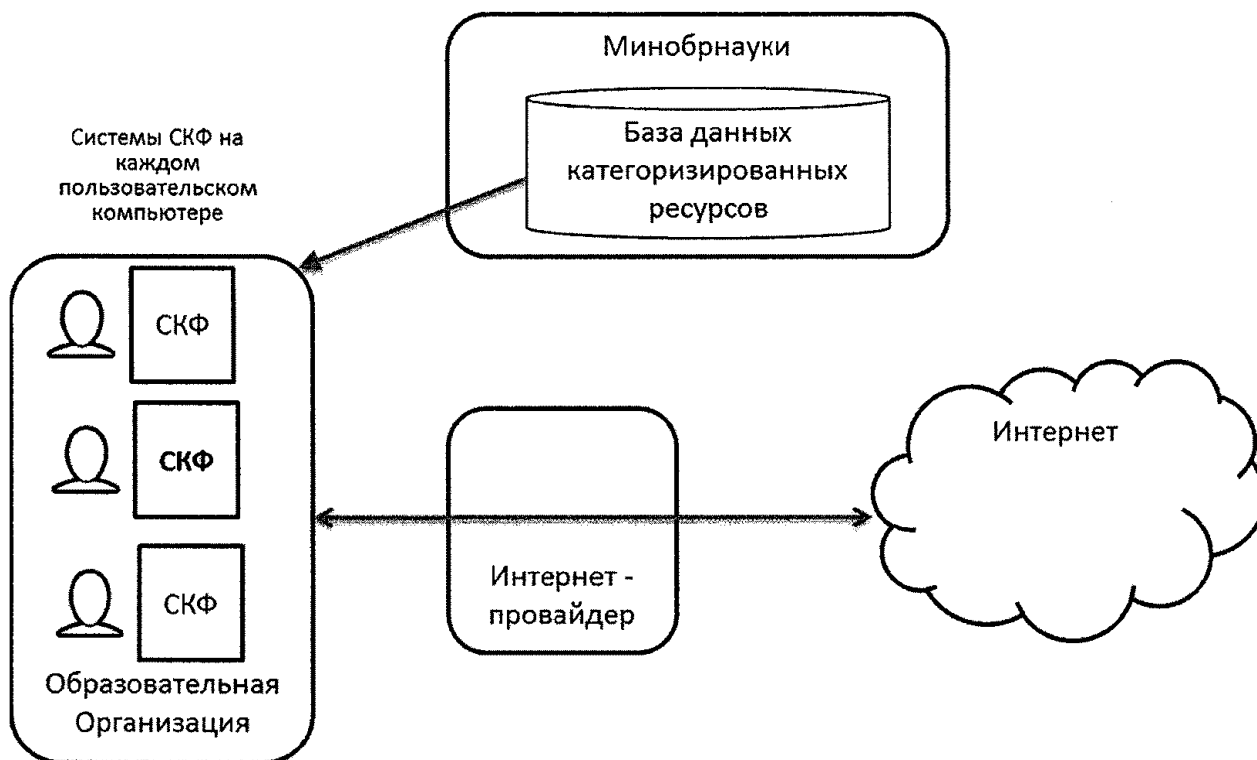 Минобрнауки
База данных
категоризированных
ресурсов
Системы СКФ на
каждом
пользовательском
компьютере
СКФ
СКФ
СКФ
Образовательная
Организация
Интернет -
провайдер
Интернет